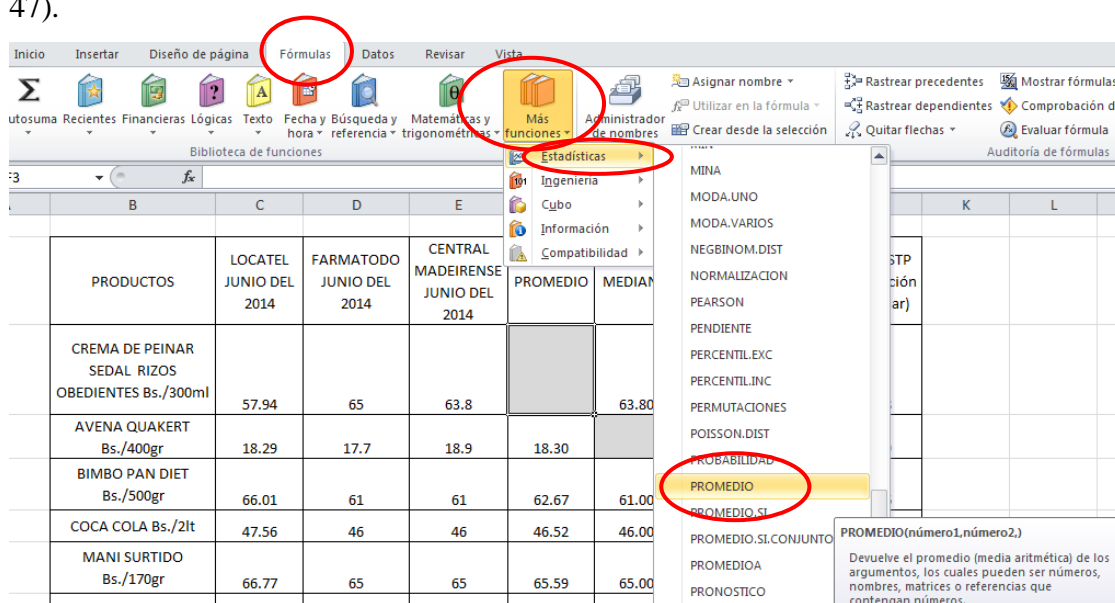 47).
Inicio Insertar Diseño de página Fórmulas Datos Revisar Vista
Σ
utosuma Recientes Financieras Lógicas Texto Fecha y hora Búsqueda y referencia Matemáticas y trigonométricas Más funciones Administrador de nombres
Asignar nombre
Utilizar en la fórmula
Crear desde la selección
Rastrear precedentes
Rastrear dependientes
Quitar flechas
Mostrar fórmulas
Comprobación d
Evaluar fórmula
Biblioteca de funciones
Auditoría de fórmulas
F3 fx
Estadísticas
Ingeniería
Cubo
Información
Compatibilidad
MINA
MODA.UNO
MODA.VARIOS
NEGBINOM.DIST
NORMALIZACION
PEARSON
PENDIENTE
PERCENTIL.EXC
PERCENTIL.INC
PERMUTACIONES
POISSON.DIST
PROBABILIDAD
PROMEDIO
PROMEDIO.SI
PROMEDIO.SI.CONJUNTO
PROMEDIOA
PRONOSTICO
PROMEDIO(número1,número2,)
Devuelve el promedio (media aritmética) de los
argumentos, los cuales pueden ser números,
nombres, matrices o referencias que
contengan números.
B C D E K L
PRODUCTOS
LOCATEL
JUNIO DEL
2014
FARMATODO
JUNIO DEL
2014
CENTRAL
MADEIRENSE
JUNIO DEL
2014
PROMEDIO
MEDIAN
STP
ción
ar)
CREMA DE PEINAR
SEDAL RIZOS
OBEDIENTES Bs./300ml
57.94 65 63.8 63.80
AVENA QUAKERT
Bs./400gr
18.29 17.7 18.9 18.30
BIMBO PAN DIET
Bs./500gr
66.01 61 61 62.67 61.00
COCA COLA Bs./2lt
47.56 46 46 46.52 46.00
MANI SURTIDO
Bs./170gr
66.77 65 65 65.59 65.00